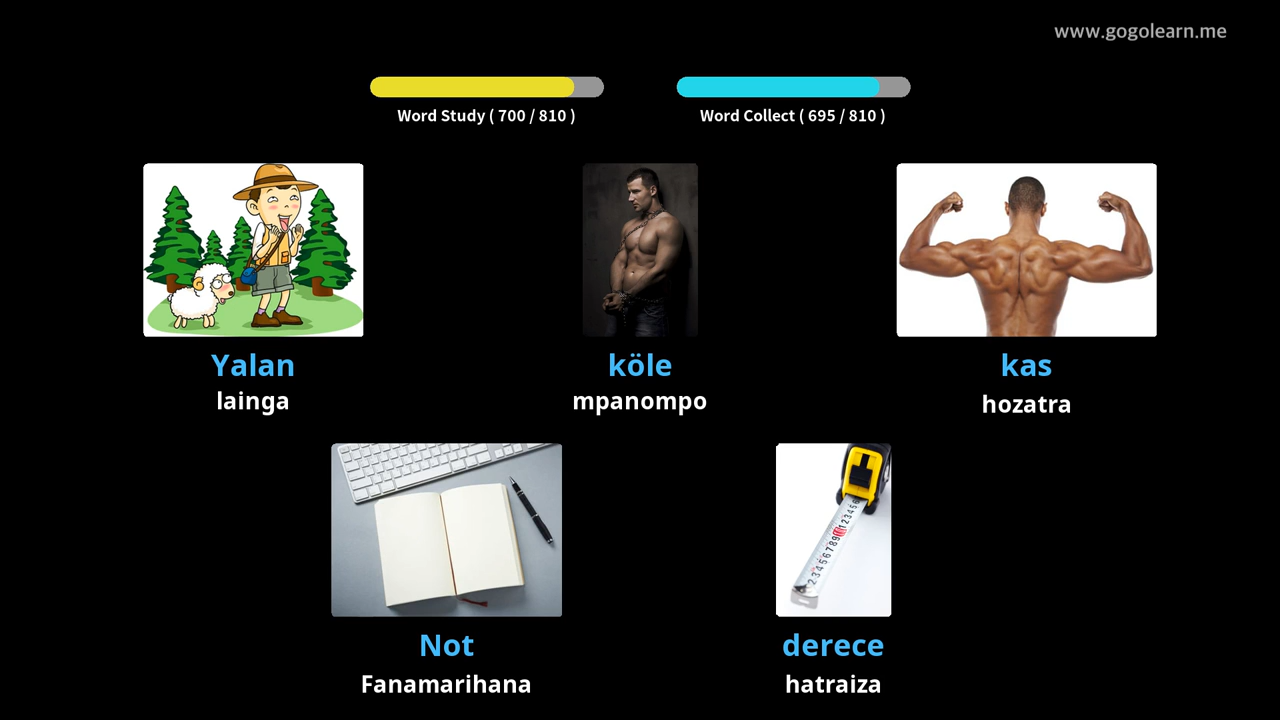 www.gogolearn.me
Word Study ( 700 / 810 )
Word Collect ( 695 / 810 )
Yalan
lainga
köle
mpanompo
kas
hozatra
Not
Fanamarihana
derece
hatraiza